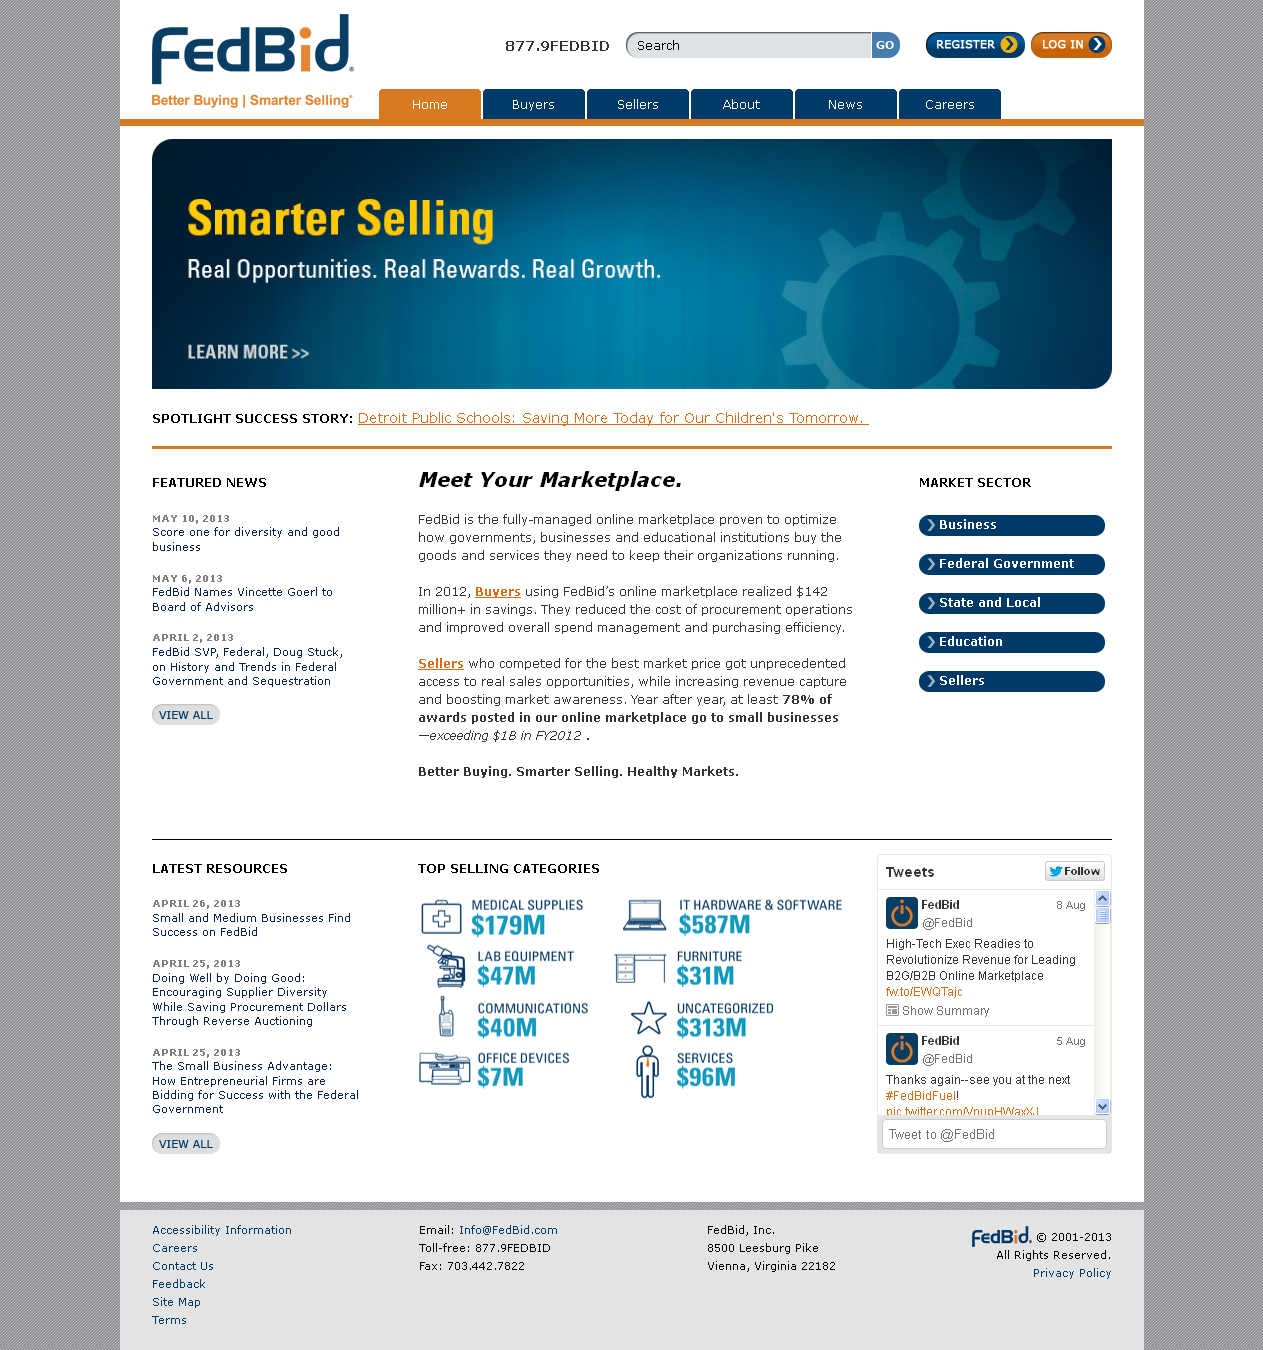 FedBid®
Better Buying | Smarter Selling®
877.9FEDBID
Search
GO
REGISTER
LOG IN
Home
Buyers
Sellers
About
News
Careers
Smarter Selling
Real Opportunities. Real Rewards. Real Growth.
LEARN MORE >>
SPOTLIGHT SUCCESS STORY: Detroit Public Schools: Saving More Today for Our Children's Tomorrow.
FEATURED NEWS
MAY 10, 2013
Score one for diversity and good
business
MAY 6, 2013
FedBid Names Vincette Goerl to
Board of Advisors
APRIL 2, 2013
FedBid SVP, Federal, Doug Stuck,
on History and Trends in Federal
Government and Sequestration
VIEW ALL
Meet Your Marketplace.
FedBid is the fully-managed online marketplace proven to optimize
how governments, businesses and educational institutions buy the
goods and services they need to keep their organizations running.
In 2012, Buyers using FedBid’s online marketplace realized $142
million+ in savings. They reduced the cost of procurement operations
and improved overall spend management and purchasing efficiency.
Sellers who competed for the best market price got unprecedented
access to real sales opportunities, while increasing revenue capture
and boosting market awareness. Year after year, at least 78% of
awards posted in our online marketplace go to small businesses
—exceeding $1B in FY2012 .
Better Buying. Smarter Selling. Healthy Markets.
MARKET SECTOR
Business
Federal Government
State and Local
Education
Sellers
LATEST RESOURCES
APRIL 26, 2013
Small and Medium Businesses Find
Success on FedBid
APRIL 25, 2013
Doing Well by Doing Good:
Encouraging Supplier Diversity
While Saving Procurement Dollars
Through Reverse Auctioning
APRIL 25, 2013
The Small Business Advantage:
How Entrepreneurial Firms are
Bidding for Success with the Federal
Government
VIEW ALL
TOP SELLING CATEGORIES
MEDICAL SUPPLIES
$179M
IT HARDWARE & SOFTWARE
$587M
LAB EQUIPMENT
$47M
FURNITURE
$31M
COMMUNICATIONS
$40M
UNCATEGORIZED
$313M
OFFICE DEVICES
$7M
SERVICES
$96M
Tweets
Follow
FedBid
8 Aug
@FedBid
High-Tech Exec Readies to
Revolutionize Revenue for Leading
B2G/B2B Online Marketplace
fw.to/EWQTajc
Show Summary
FedBid
5 Aug
@FedBid
Thanks again--see you at the next
#FedBidFuel!
Tweet to @FedBid
Accessibility Information
Careers
Contact Us
Feedback
Site Map
Terms
Email: Info@FedBid.com
Toll-free: 877.9FEDBID
Fax: 703.442.7822
FedBid, Inc.
8500 Leesburg Pike
Vienna, Virginia 22182
FedBid. © 2001-2013
All Rights Reserved.
Privacy Policy